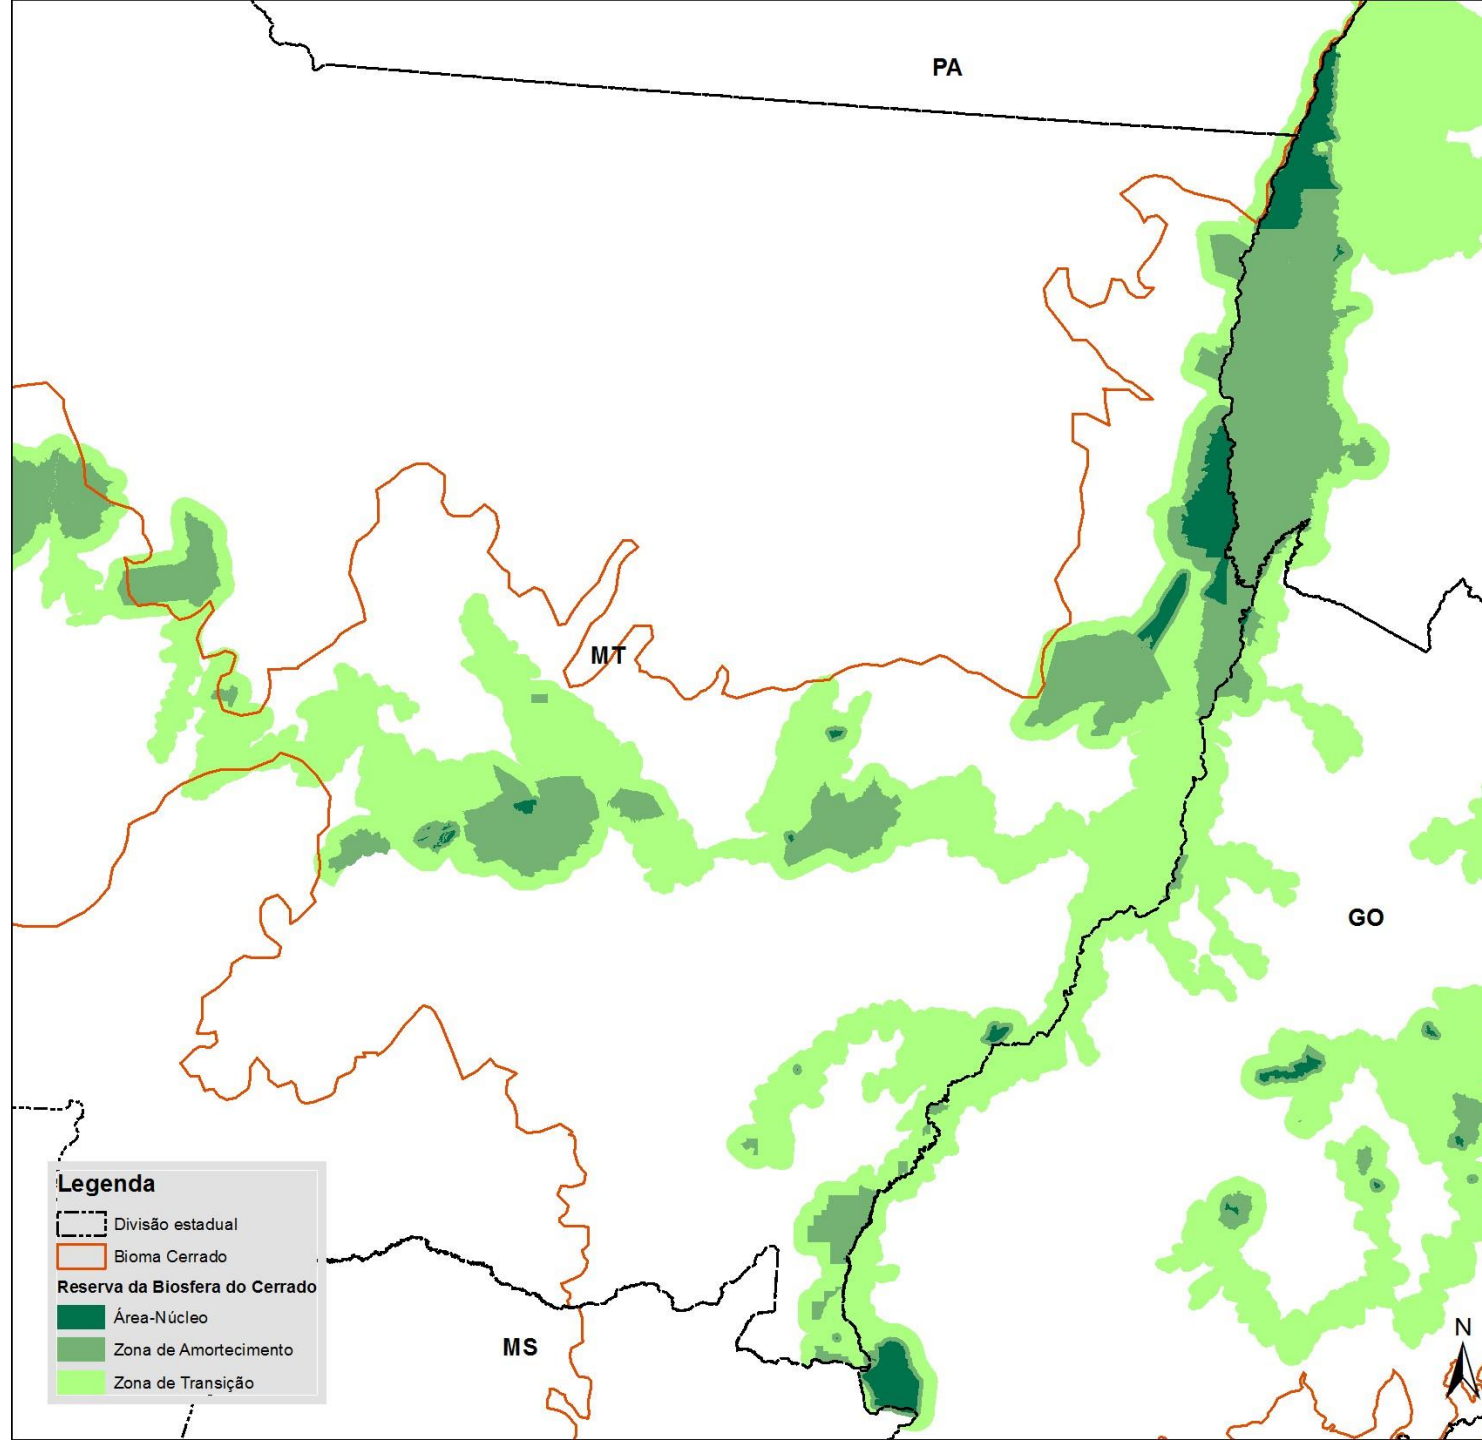 PA
MT
GO
MS
N
Legenda
Divisão estadual
Bioma Cerrado
Reserva da Biosfera do Cerrado
Área-Núcleo
Zona de Amortecimento
Zona de Transição